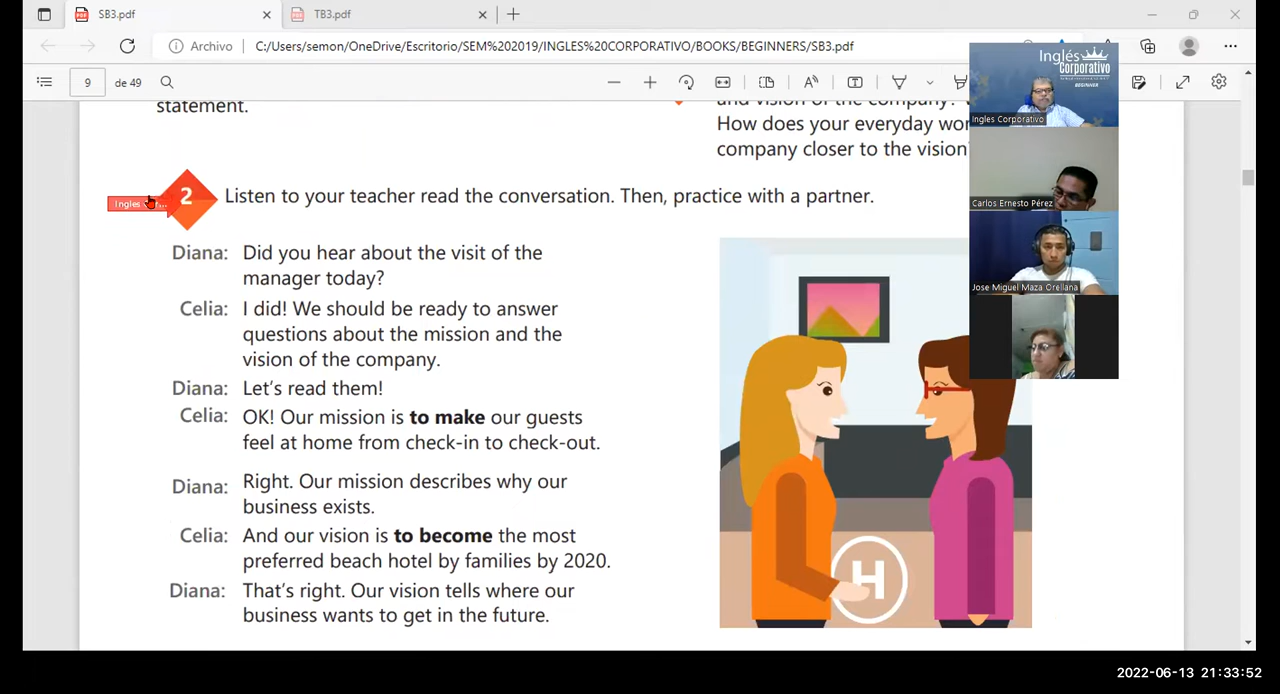 SB3.pdf
TB3.pdf
Archivo
C:/Users/semon/OneDrive/Escritorio/SEM%202019/INGLES%20CORPORATIVO/BOOKS/BEGINNERS/SB3.pdf
9 de 49
Inglés
Corporativo
BEGINNER
Ingles Corporativo
Carlos Ernesto Pérez
Jose Miguel Maza Orellana
statement.
and vision of the company?
How does your everyday wor
company closer to the vision
Ingles
2
Listen to your teacher read the conversation. Then, practice with a partner.
Diana: Did you hear about the visit of the
manager today?
Celia: I did! We should be ready to answer
questions about the mission and the
vision of the company.
Diana: Let's read them!
Celia: OK! Our mission is to make our guests
feel at home from check-in to check-out.
Diana: Right. Our mission describes why our
business exists.
Celia: And our vision is to become the most
preferred beach hotel by families by 2020.
Diana: That's right. Our vision tells where our
business wants to get in the future.
H
2022-06-13 21:33:52